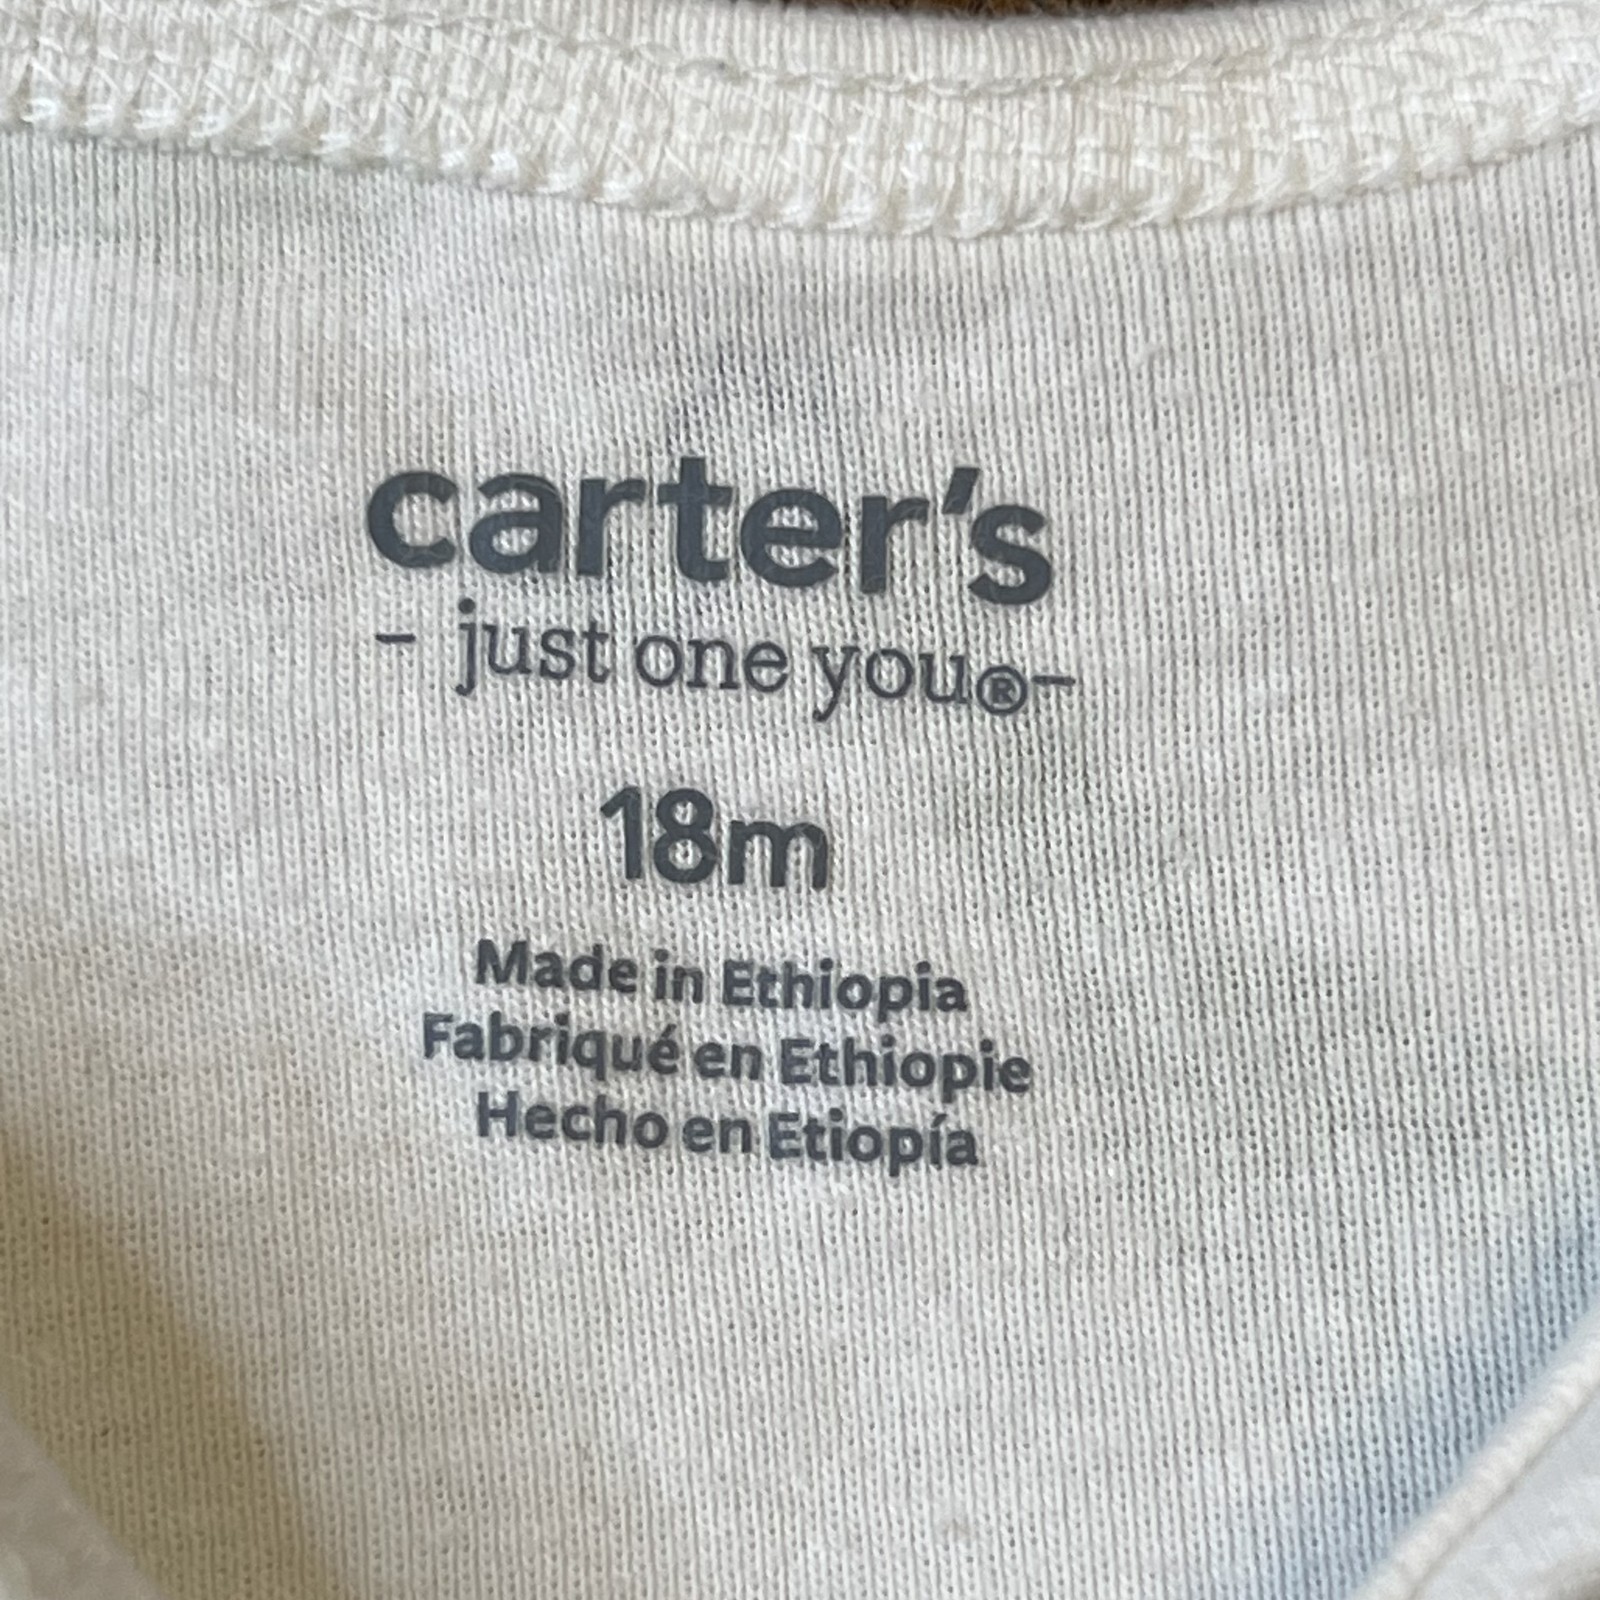 carter's
- just one you®-
18m
Made in Ethiopia
Fabriqué en Ethiopie
Hecho en Etiopía